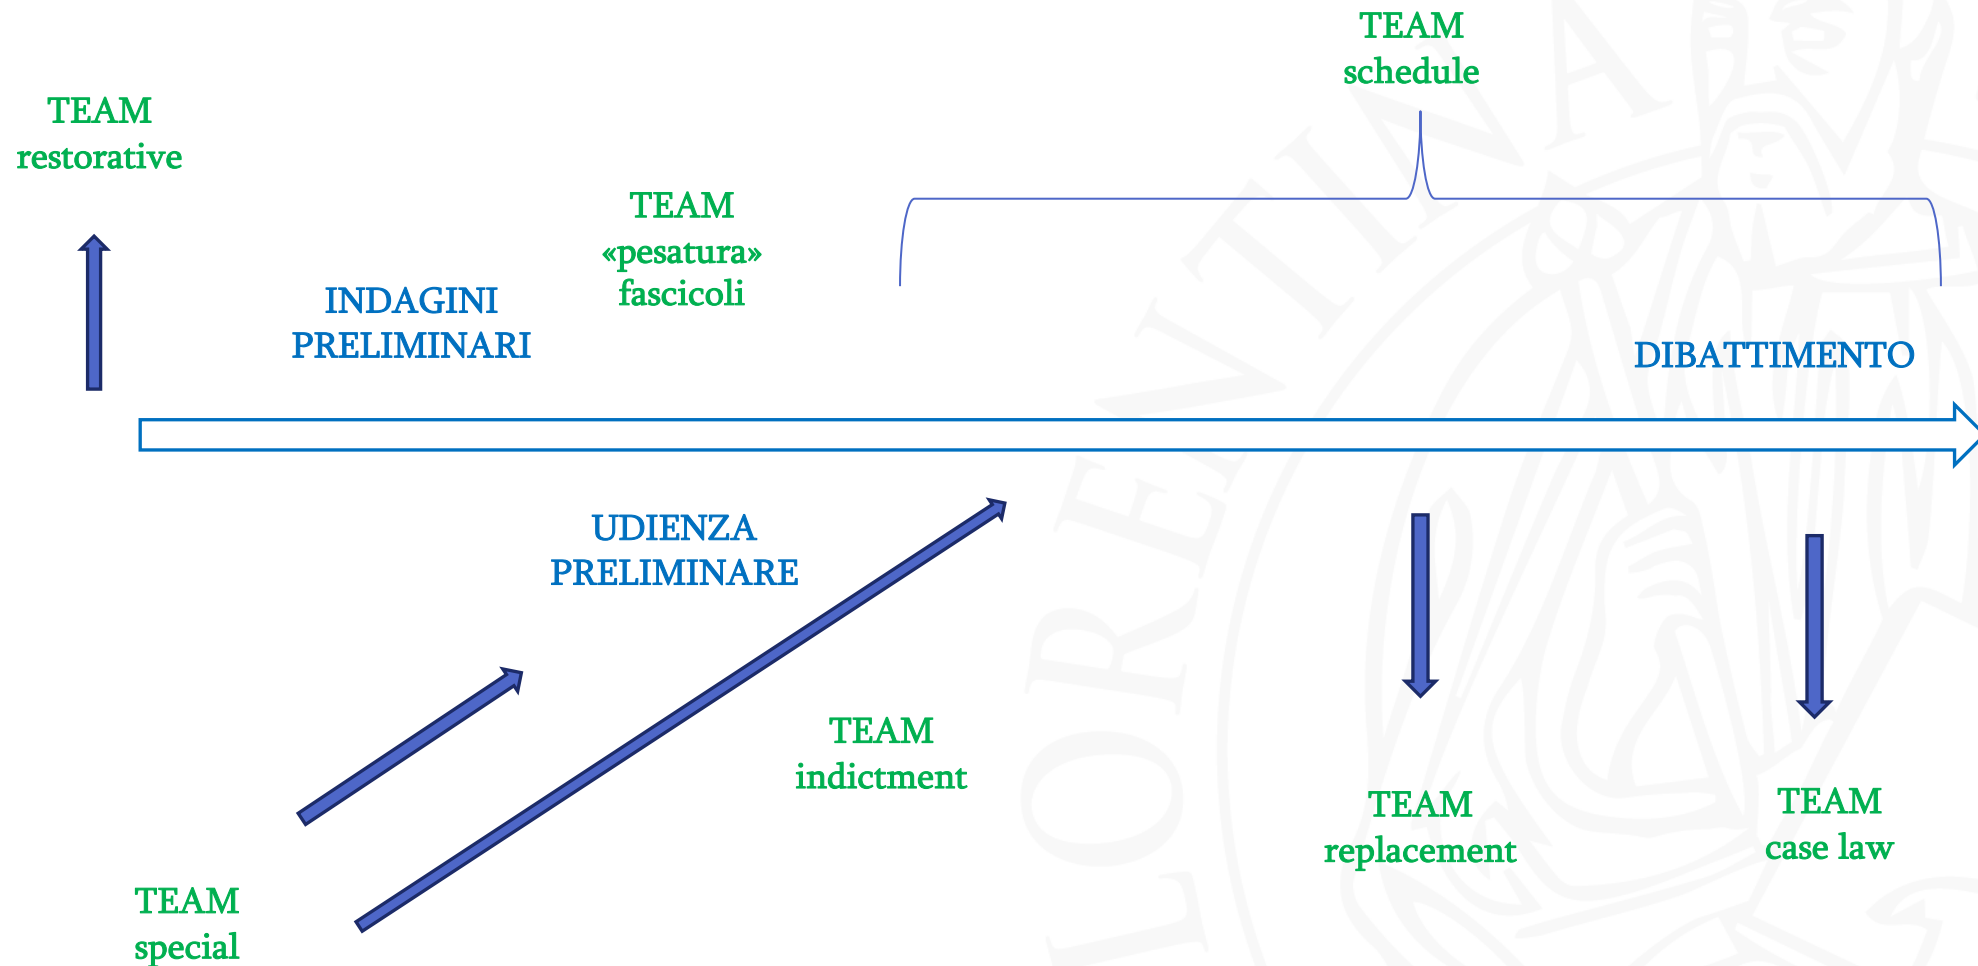 TEAM
schedule
TEAM
restorative
TEAM
«pesatura»
fascicoli
INDAGINI
PRELIMINARI
DIBATTIMENTO
UDIENZA
PRELIMINARE
TEAM
indictment
TEAM
replacement
TEAM
case law
TEAM
special
LORENTINA